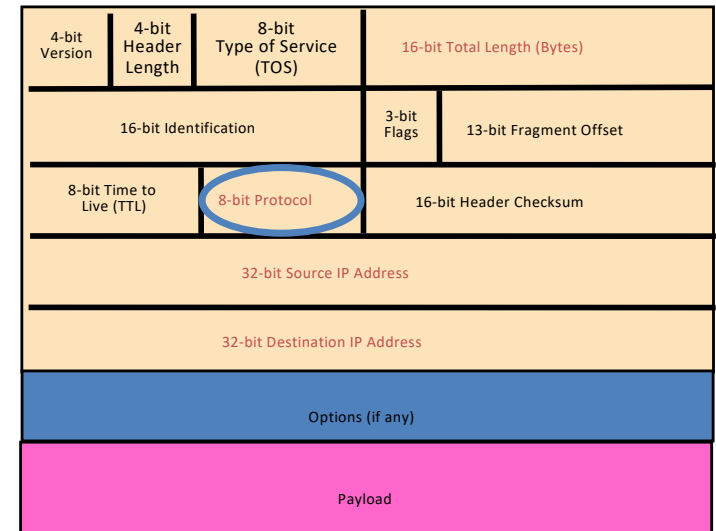 4-bit
Version
4-bit
Header
Length
8-bit
Type of Service
(TOS)
16-bit Total Length (Bytes)
16-bit Identification
3-bit
Flags
13-bit Fragment Offset
8-bit Time to
Live (TTL)
8-bit Protocol
16-bit Header Checksum
32-bit Source IP Address
32-bit Destination IP Address
Options (if any)
Payload